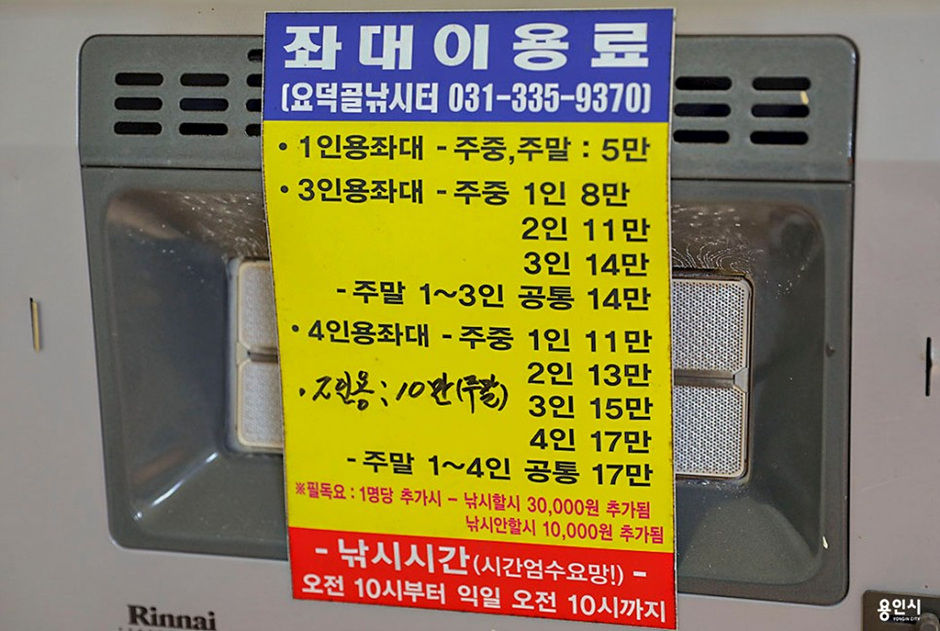 좌대이용료
(요덕골낚시터 031-335-9370)
• 1인용좌대 - 주중,주말 : 5만
• 3인용좌대 - 주중 1인 8만
2인 11만
3인 14만
- 주말 1~3인 공통 14만
• 4인용좌대 - 주중 1인 11만
2인 13만
• 2인용 : 10만(주말)
3인 15만
4인 17만
- 주말 1~4인 공통 17만
※필독요 : 1명당 추가시 - 낚시할시 30,000원 추가됨
낚시안할시 10,000원 추가됨
- 낚시시간(시간엄수요망!) -
오전 10시부터 익일 오전 10시까지
Rinnai
용인시
YONGIN CITY